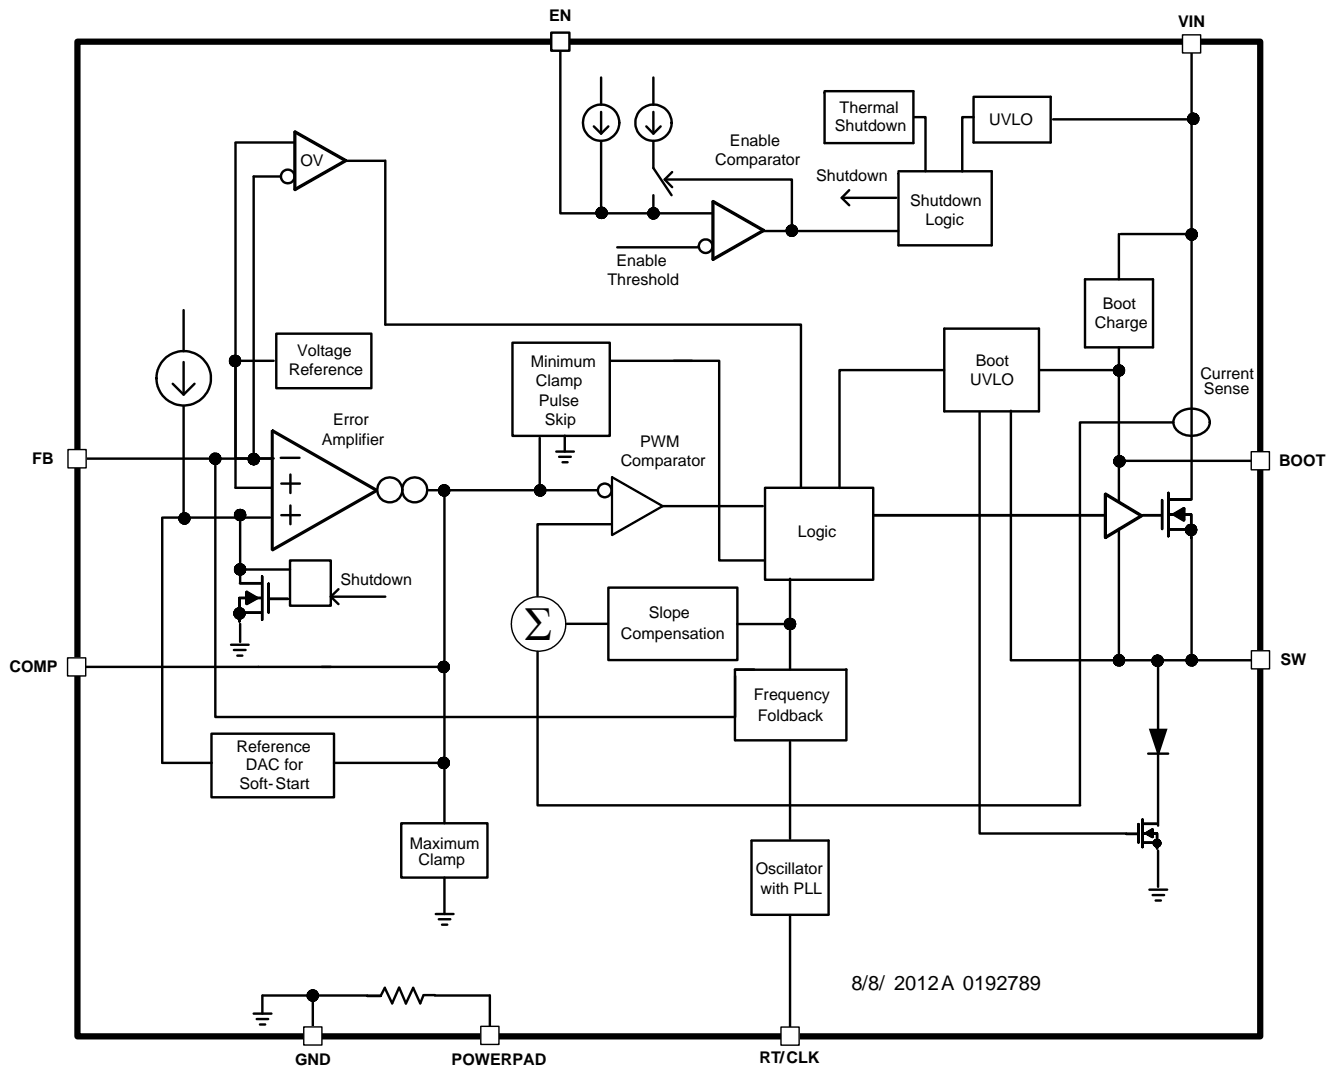 EN
VIN
Thermal
Shutdown
UVLO
Enable
Comparator
OV
Shutdown
Shutdown
Logic
Enable
Threshold
Boot
Charge
Voltage
Reference
Minimum
Clamp
Pulse
Skip
Boot
UVLO
Current
Sense
Error
Amplifier
PWM
Comparator
FB
BOOT
−
+
+
Logic
Shutdown
Σ
Slope
Compensation
COMP
SW
Frequency
Foldback
Reference
DAC for
Soft-Start
Maximum
Clamp
Oscillator
with PLL
8/8/ 2012 A 0192789
GND
POWERPAD
RT/CLK